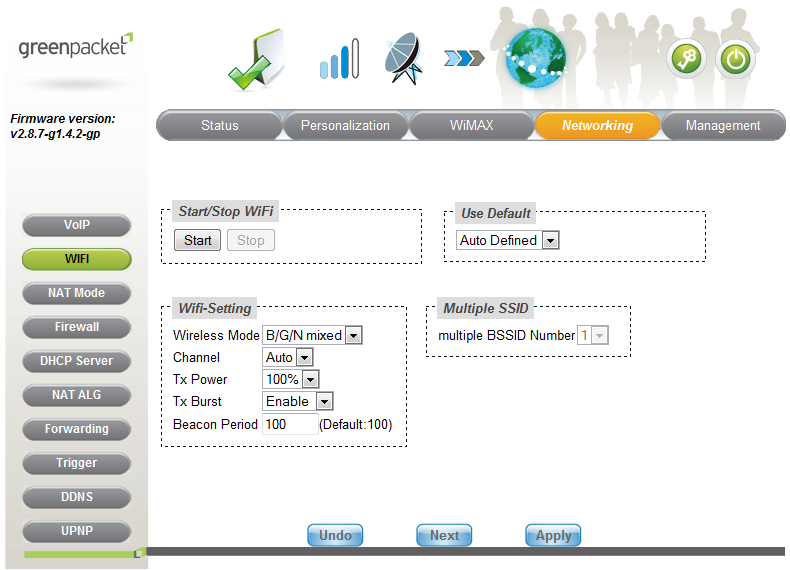 greenpacket
Firmware version:
v2.8.7-g1.4.2-gp
Status Personalization WiMAX Networking Management
VoIP
WIFI
NAT Mode
Firewall
DHCP Server
NAT ALG
Forwarding
Trigger
DDNS
UPNP
Start/Stop WiFi
Start Stop
Use Default
Auto Defined
Wifi-Setting
Wireless Mode B/G/N mixed
Channel Auto
Tx Power 100%
Tx Burst Enable
Beacon Period 100 (Default:100)
Multiple SSID
multiple BSSID Number 1
Undo Next Apply